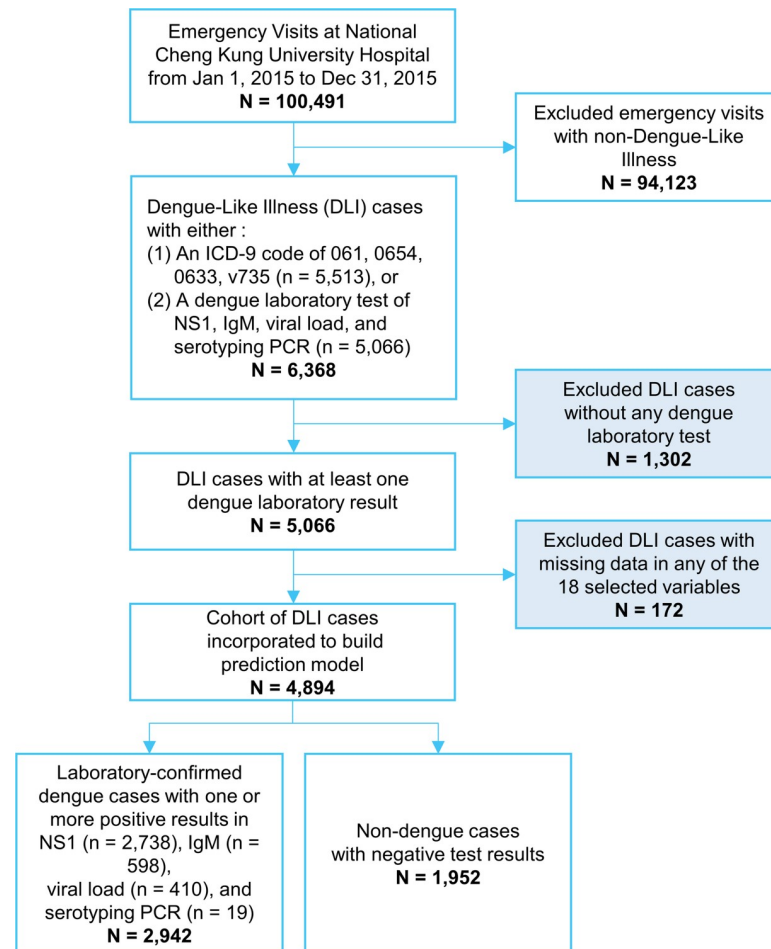 Emergency Visits at National
Cheng Kung University Hospital
from Jan 1, 2015 to Dec 31, 2015
N = 100,491
Excluded emergency visits
with non-Dengue-Like
Illness
N = 94,123
Dengue-Like Illness (DLI) cases
with either :
(1) An ICD-9 code of 061, 0654,
0633, v735 (n = 5,513), or
(2) A dengue laboratory test of
NS1, IgM, viral load, and
serotyping PCR (n = 5,066)
N = 6,368
Excluded DLI cases
without any dengue
laboratory test
N = 1,302
DLI cases with at least one
dengue laboratory result
N = 5,066
Excluded DLI cases with
missing data in any of the
18 selected variables
N = 172
Cohort of DLI cases
incorporated to build
prediction model
N = 4,894
Laboratory-confirmed
dengue cases with one or
more positive results in
NS1 (n = 2,738), IgM (n =
598),
viral load (n = 410), and
serotyping PCR (n = 19)
N = 2,942
Non-dengue cases
with negative test results
N = 1,952